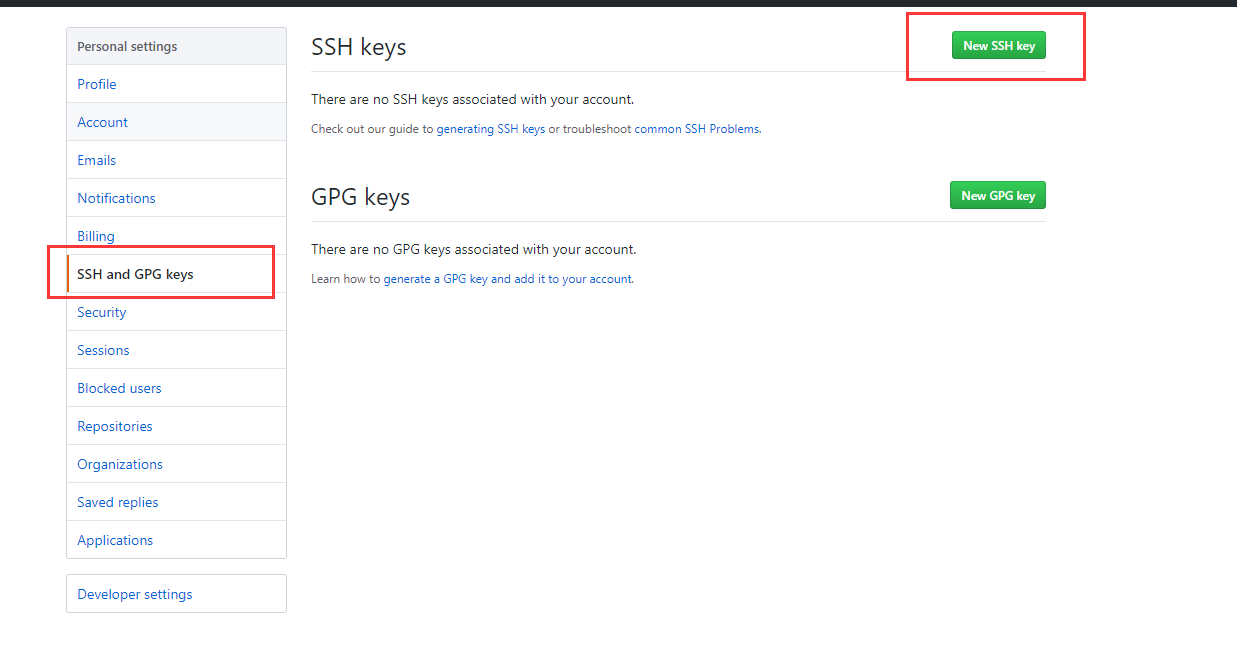 Personal settings
Profile
Account
Emails
Notifications
Billing
SSH and GPG keys
Security
Sessions
Blocked users
Repositories
Organizations
Saved replies
Applications
Developer settings
SSH keys
New SSH key
There are no SSH keys associated with your account.
Check out our guide to generating SSH keys or troubleshoot common SSH Problems.
GPG keys
New GPG key
There are no GPG keys associated with your account.
Learn how to generate a GPG key and add it to your account.